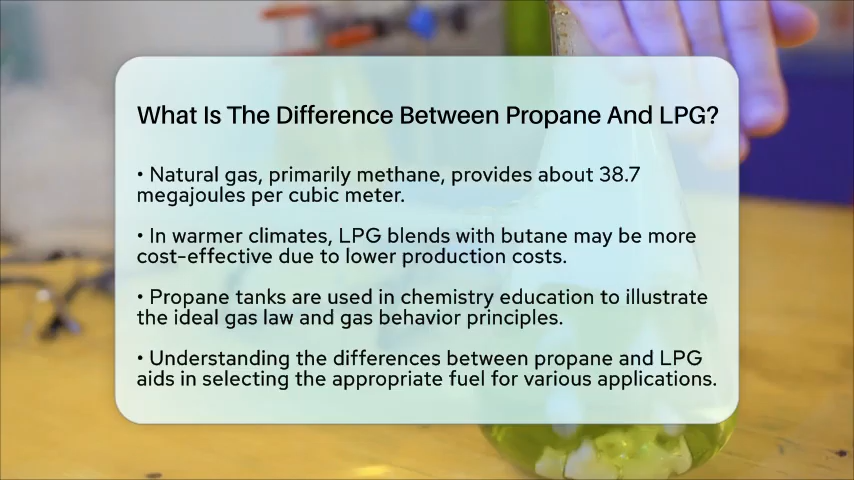 What Is The Difference Between Propane And LPG?
• Natural gas, primarily methane, provides about 38.7
megajoules per cubic meter.
• In warmer climates, LPG blends with butane may be more
cost-effective due to lower production costs.
• Propane tanks are used in chemistry education to illustrate
the ideal gas law and gas behavior principles.
• Understanding the differences between propane and LPG
aids in selecting the appropriate fuel for various applications.